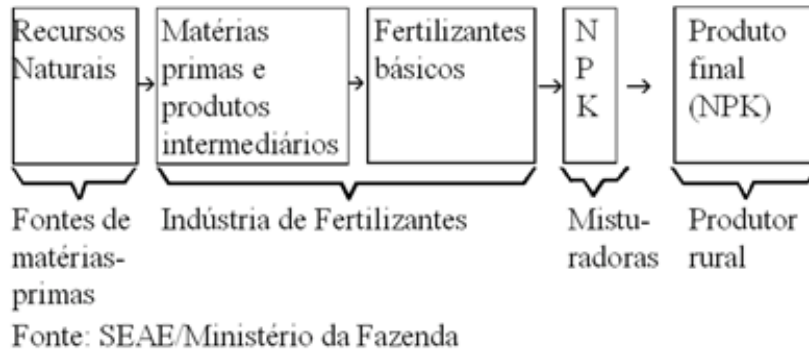 Recursos
Naturais
Matérias
primas e
produtos
intermediários
Fertilizantes
básicos
N
P
K
Produto
final
(NPK)
Fontes de
matérias-
primas
Indústria de Fertilizantes
Mistu-
radoras
Produtor
rural
Fonte: SEAE/Ministério da Fazenda